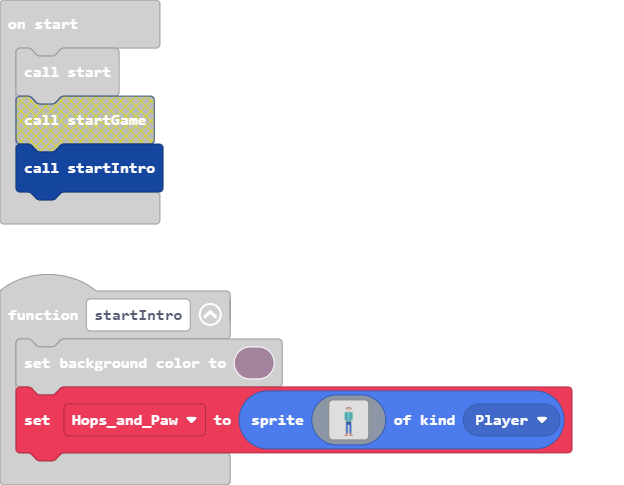 on start
call start
call startGame
call startIntro
function startIntro
set background color to
set Hops_and_Paw to sprite of kind Player